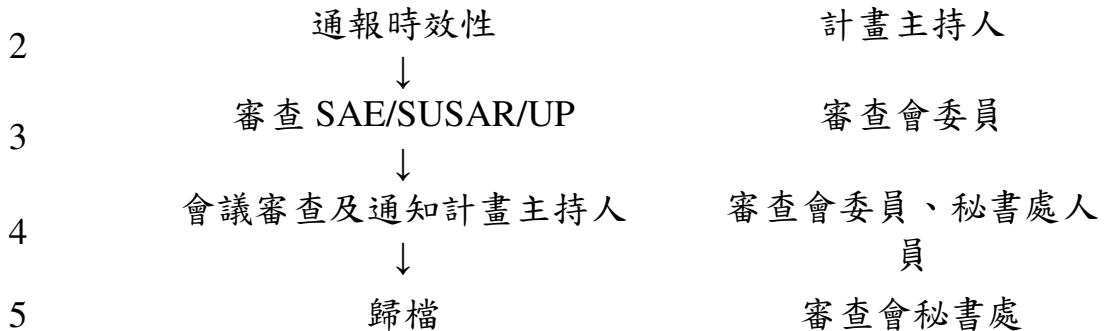 2 通報時效性 計畫主持人
↓
3 審查 SAE/SUSAR/UP 審查會委員
↓
4 會議審查及通知計畫主持人 審查會委員、秘書處人
員
↓
5 歸檔 審查會秘書處